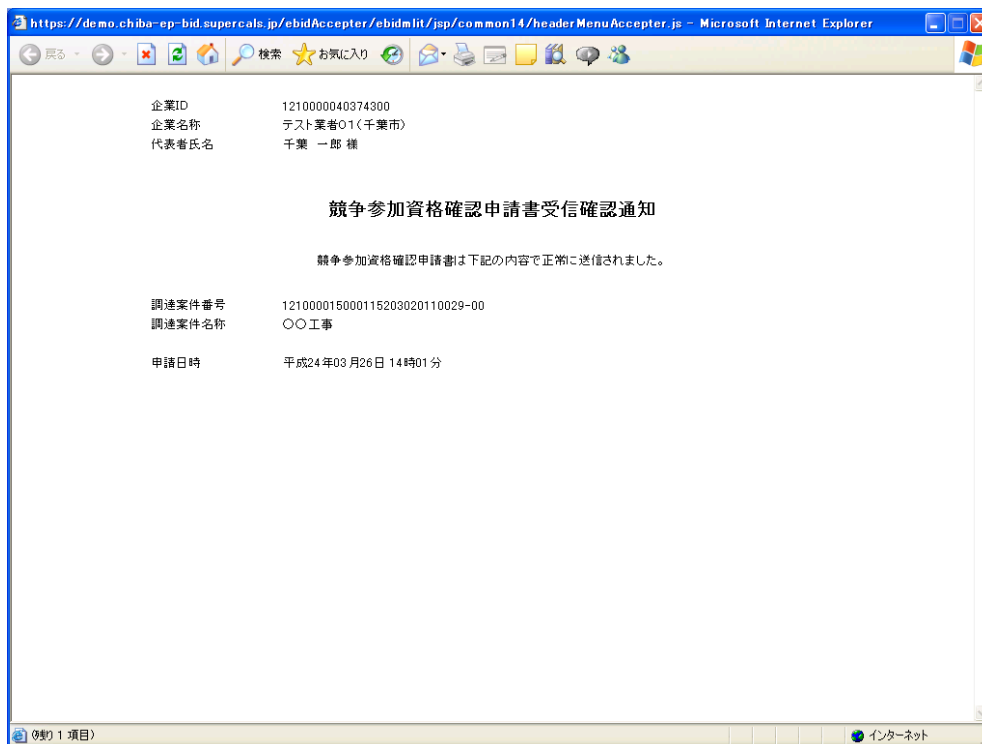 https://demo.chiba-ep-bid.supercals.jp/ebidAccepter/ebidmlit/jsp/common14/headerMenuAccepter.js - Microsoft Internet Explorer
戻る 検索 お気に入り
企業ID 1210000040374300
企業名称 テスト業者01(千葉市)
代表者氏名 千葉 一郎 様
競争参加資格確認申請書受信確認通知
競争参加資格確認申請書は下記の内容で正常に送信されました。
調達案件番号 1210001500011520302011​0029-00
調達案件名称 〇〇工事
申請日時 平成24年03月26日 14時01分
(残り 1 項目) インターネット